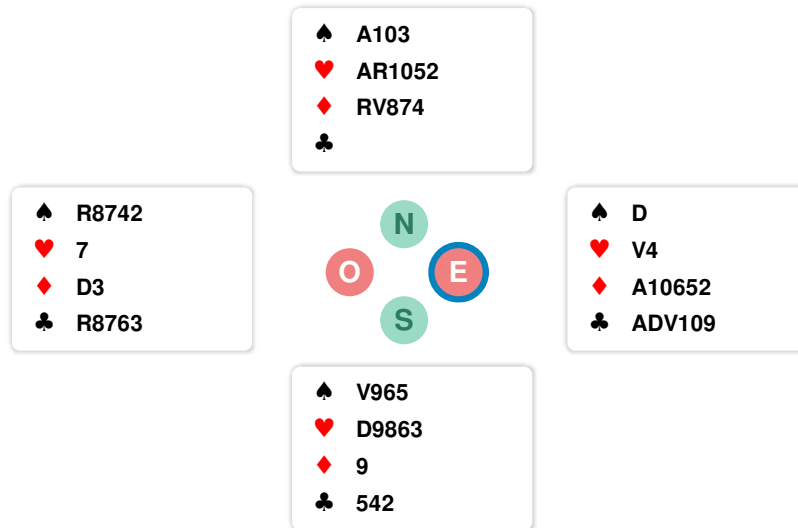 ♠ A103
♥ AR1052
♦ RV874
♣
♠ R8742
♥ 7
♦ D3
♣ R8763
N
O E
S
♠ D
♥ V4
♦ A10652
♣ ADV109
♠ V965
♥ D9863
♦ 9
♣ 542